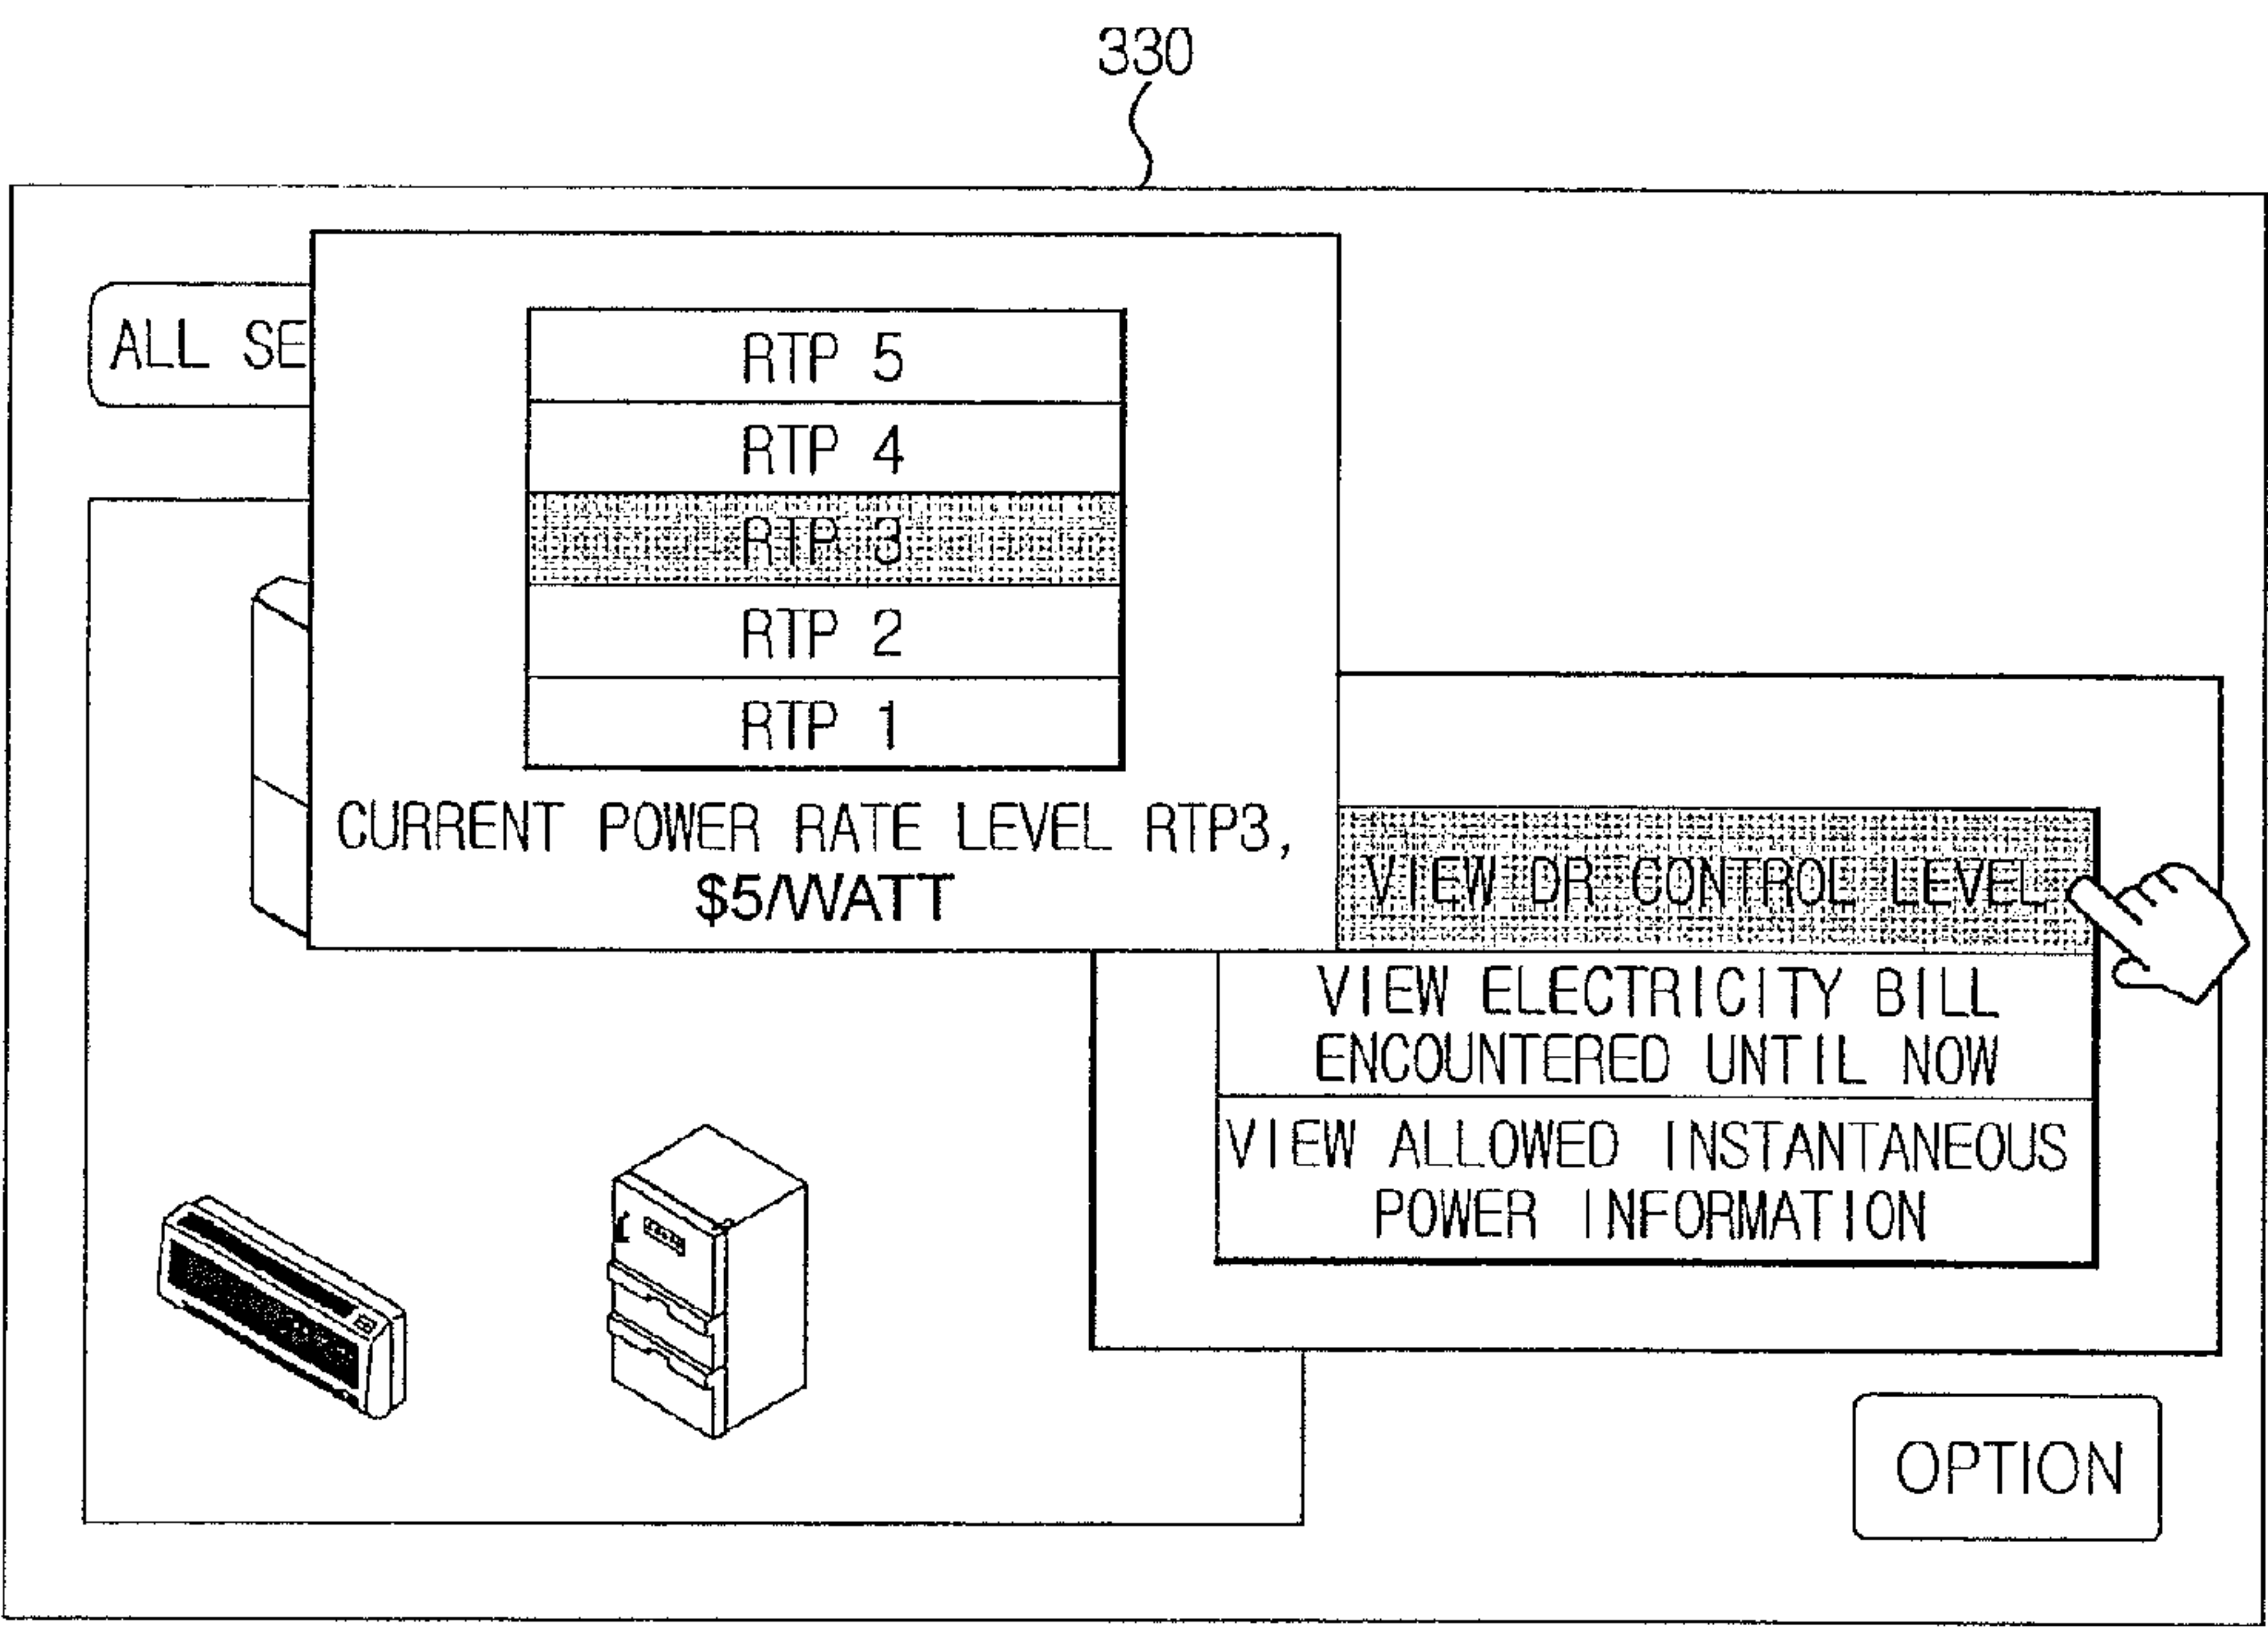 330
ALL SE
RTP 5
RTP 4
RTP 3
RTP 2
RTP 1
CURRENT POWER RATE LEVEL RTP3,
$5/WATT
VIEW DR CONTROL LEVEL
VIEW ELECTRICITY BILL
ENCOUNTERED UNTIL NOW
VIEW ALLOWED INSTANTANEOUS
POWER INFORMATION
OPTION